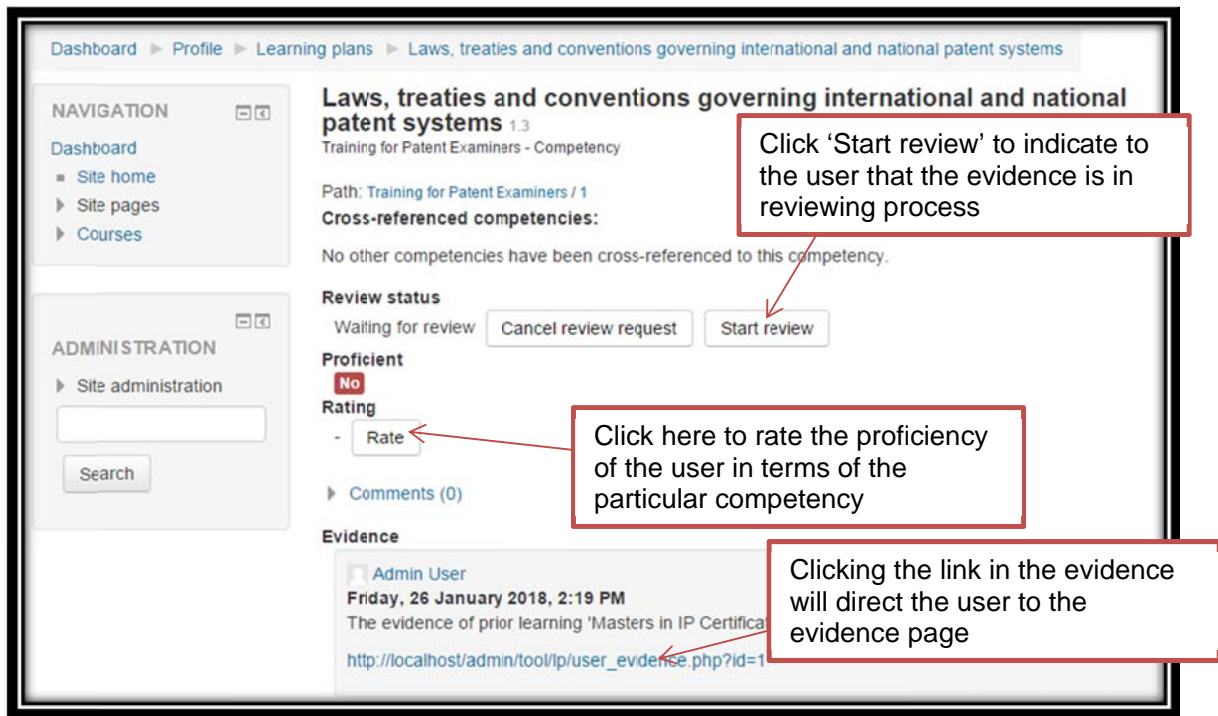 Dashboard Profile Learning plans Laws, treaties and conventions governing international and national patent systems
NAVIGATION
Dashboard
Site home
Site pages
Courses
ADMINISTRATION
Site administration
Search
Laws, treaties and conventions governing international and national
patent systems 1.3
Training for Patent Examiners - Competency
Path: Training for Patent Examiners / 1
Cross-referenced competencies:
No other competencies have been cross-referenced to this competency.
Review status
Waiting for review Cancel review request Start review
Proficient
No
Rating
- Rate
Comments (0)
Evidence
Admin User
Friday, 26 January 2018, 2:19 PM
The evidence of prior learning 'Masters in IP
http://localhost/admin/tool/lp/user_evidence.php?id=1
Click ‘Start review’ to indicate to
the user that the evidence is in
reviewing process
Click here to rate the proficiency
of the user in terms of the
particular competency
Clicking the link in the evidence
will direct the user to the
evidence page